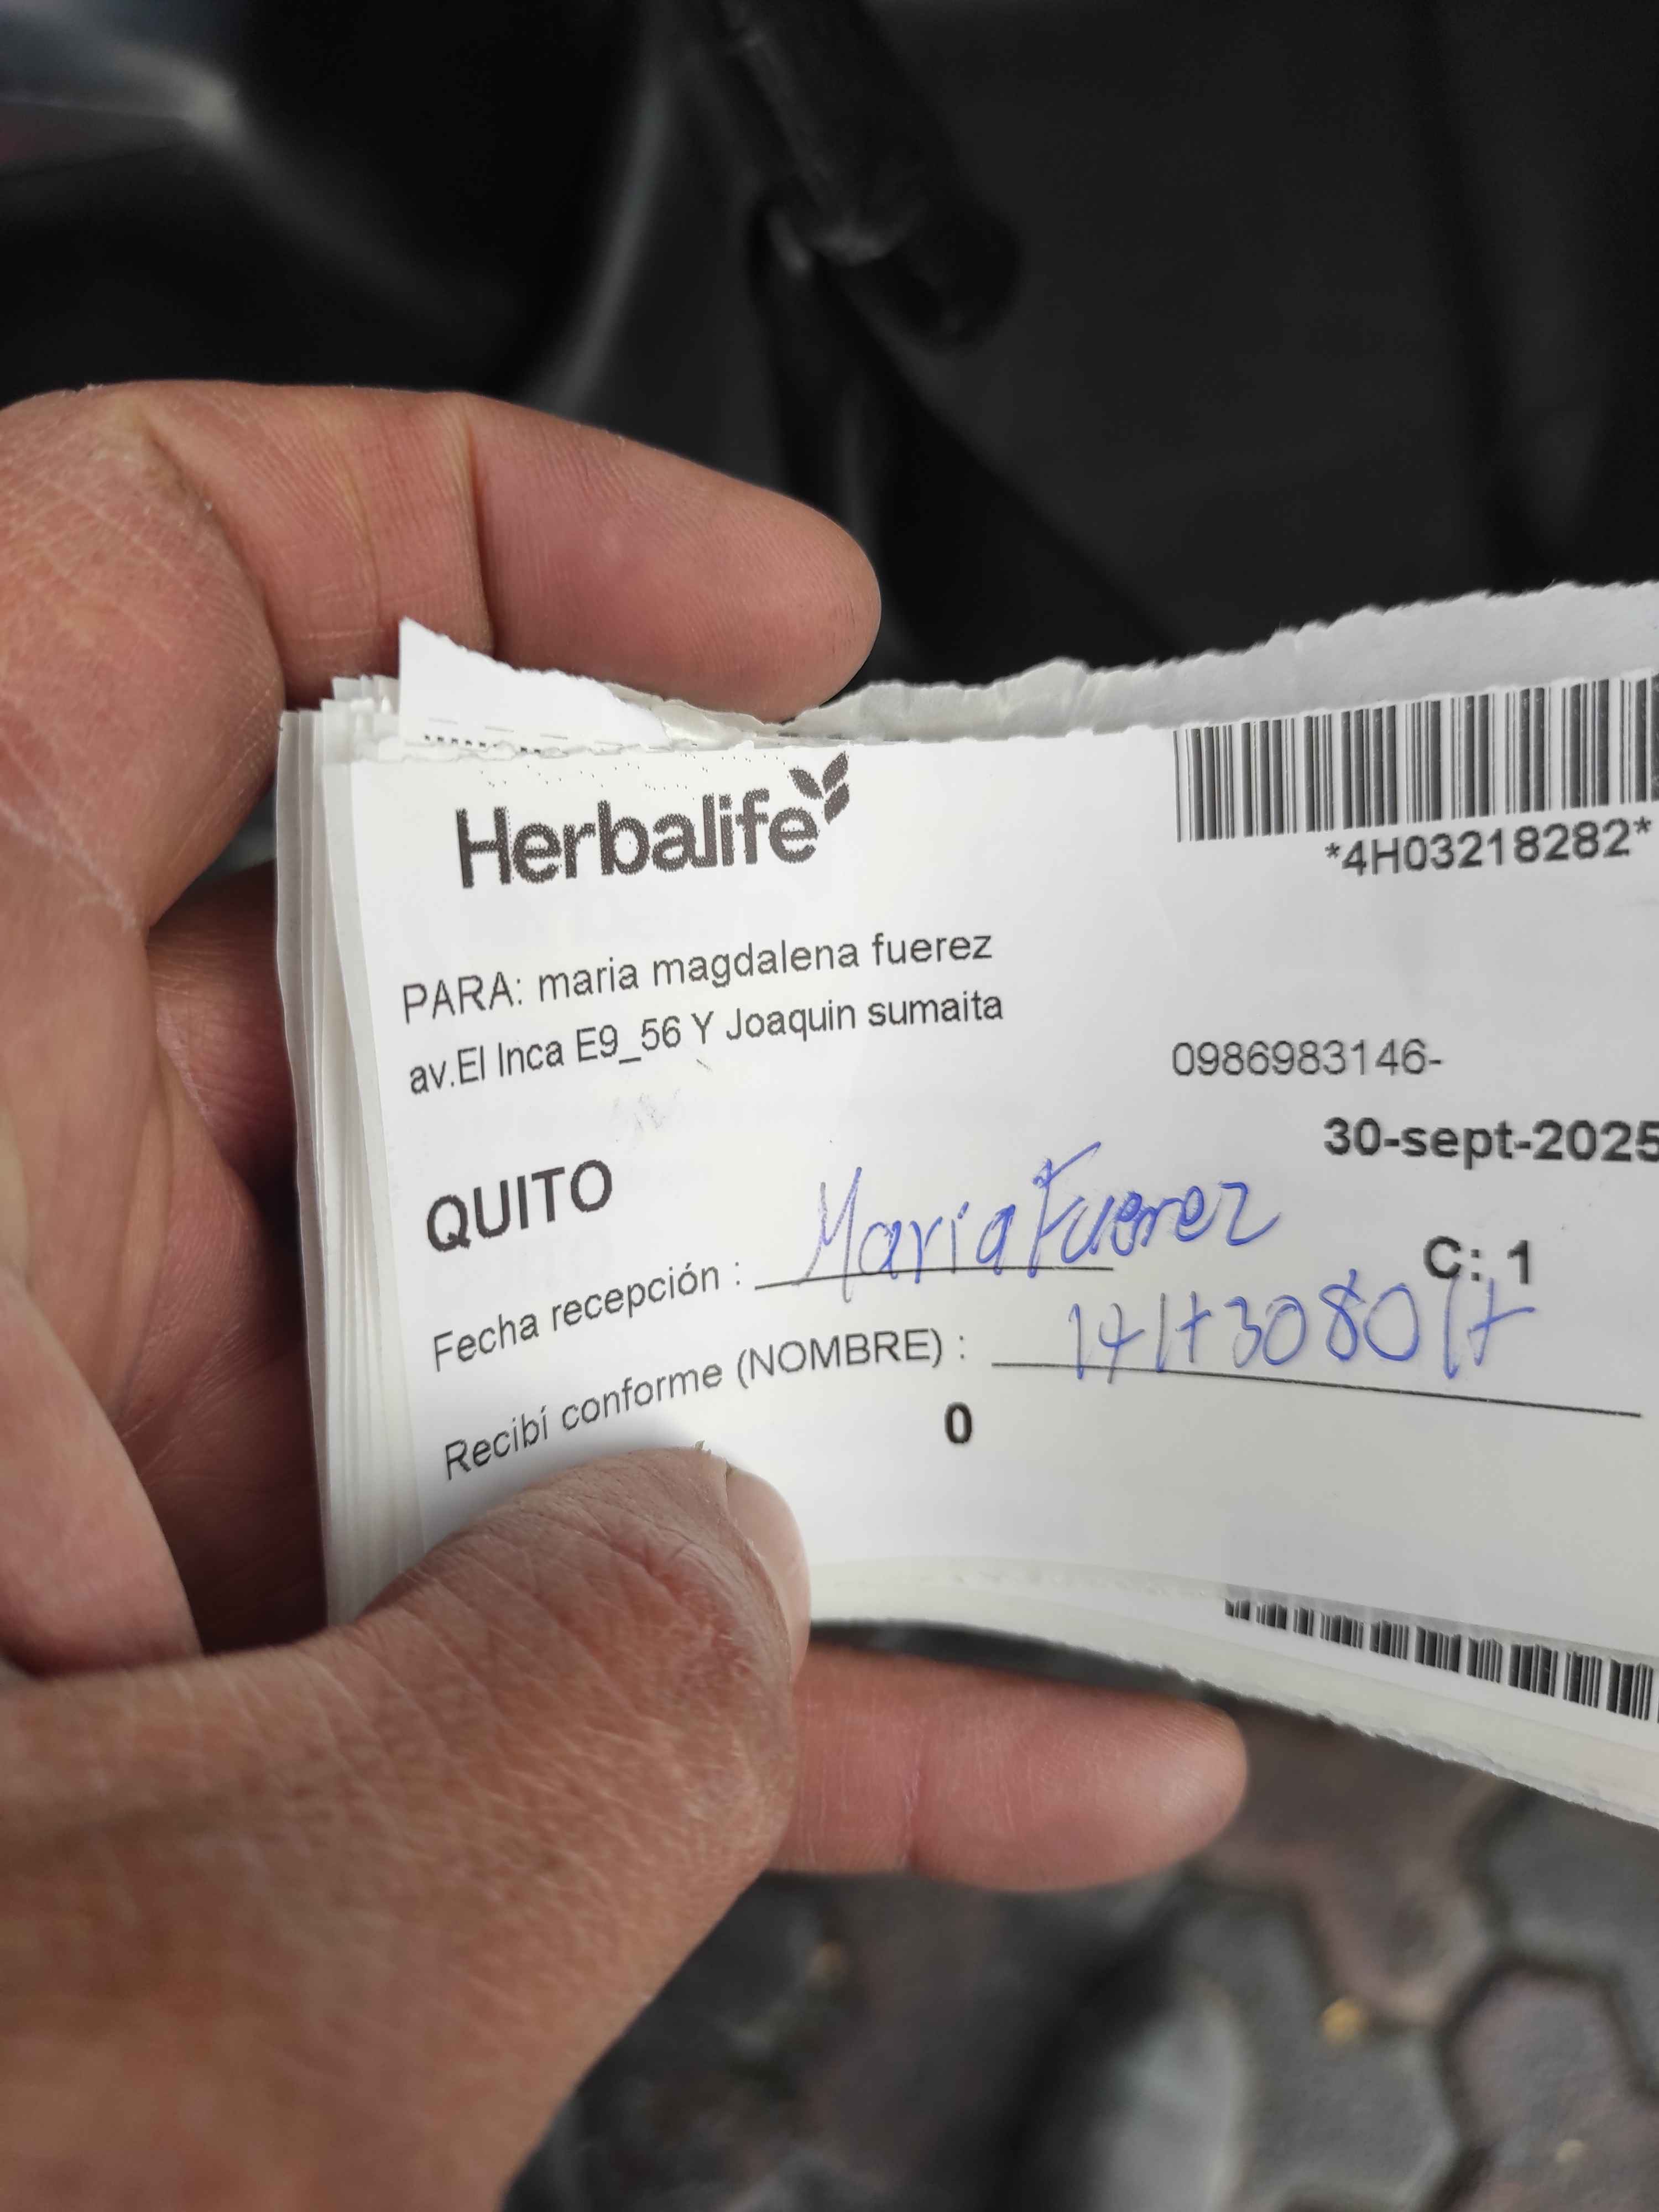 Herbalife
*4H03218282*
PARA: maria magdalena fuerez
av.El Inca E9_56 Y Joaquin sumaita
0986983146-
30-sept-2025
QUITO
C: 1
Fecha recepción : Maria Fuerez
Recibí conforme (NOMBRE) :
0